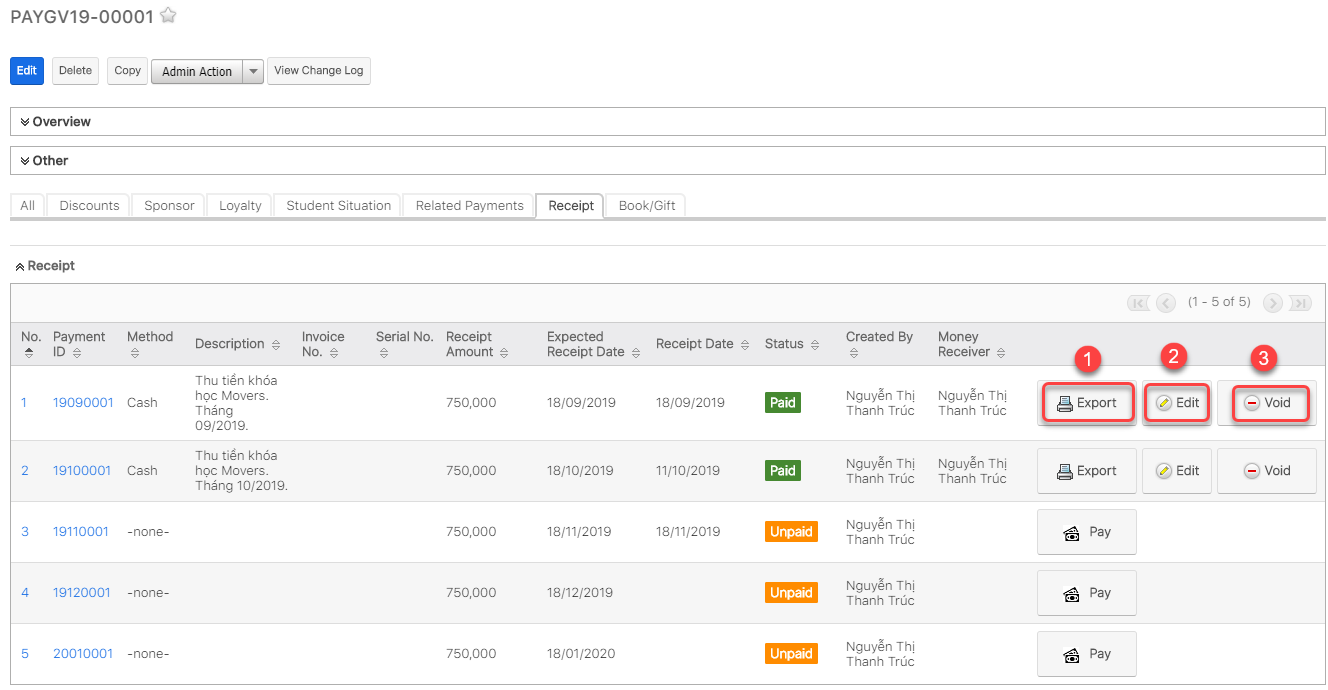 PAYGV19-00001
Edit Delete Copy Admin Action View Change Log
Overview
Other
All Discounts Sponsor Loyalty Student Situation Related Payments Receipt Book/Gift
Receipt
(1 - 5 of 5)
No. Payment ID Method Description Invoice No. Serial No. Receipt Amount Expected Receipt Date Receipt Date Status Created By Money Receiver
1 2 3
1 19090001 Cash Thu tiền khóa học Movers. Tháng 09/2019. 750,000 18/09/2019 18/09/2019 Paid Nguyễn Thị Thanh Trúc Nguyễn Thị Thanh Trúc Export Edit Void
2 19100001 Cash Thu tiền khóa học Movers. Tháng 10/2019. 750,000 18/10/2019 11/10/2019 Paid Nguyễn Thị Thanh Trúc Nguyễn Thị Thanh Trúc Export Edit Void
3 19110001 -none- 750,000 18/11/2019 18/11/2019 Unpaid Nguyễn Thị Thanh Trúc Pay
4 19120001 -none- 750,000 18/12/2019 Unpaid Nguyễn Thị Thanh Trúc Pay
5 20010001 -none- 750,000 18/01/2020 Unpaid Nguyễn Thị Thanh Trúc Pay